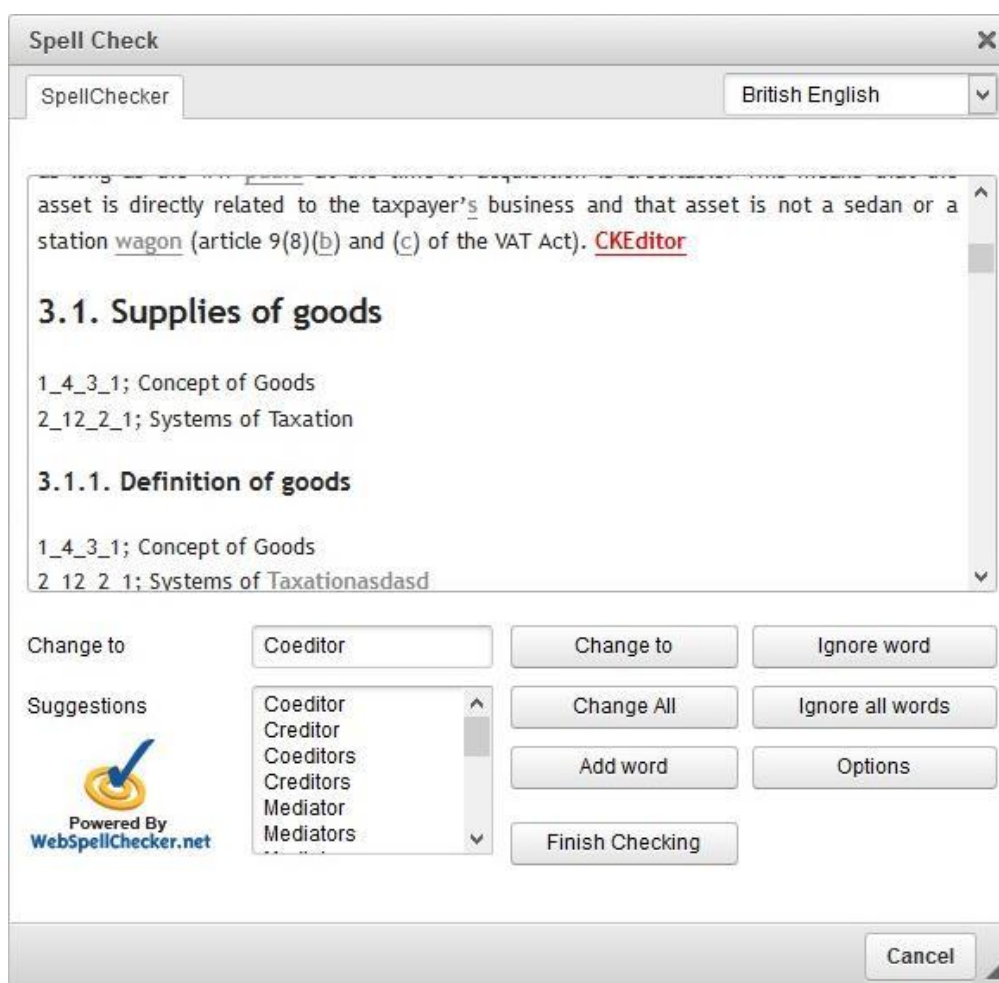 Spell Check
SpellChecker
British English
asset is directly related to the taxpayer's business and that asset is not a sedan or a
station wagon (article 9(8)(b) and (c) of the VAT Act). CKEditor
3.1. Supplies of goods
1_4_3_1; Concept of Goods
2_12_2_1; Systems of Taxation
3.1.1. Definition of goods
1_4_3_1; Concept of Goods
2_12_2_1; Systems of Taxationasdasd
Change to
Coeditor
Change to
Ignore word
Suggestions
Coeditor
Creditor
Coeditors
Creditors
Mediator
Mediators
Change All
Ignore all words
Add word
Options
Powered By
WebSpellChecker.net
Finish Checking
Cancel